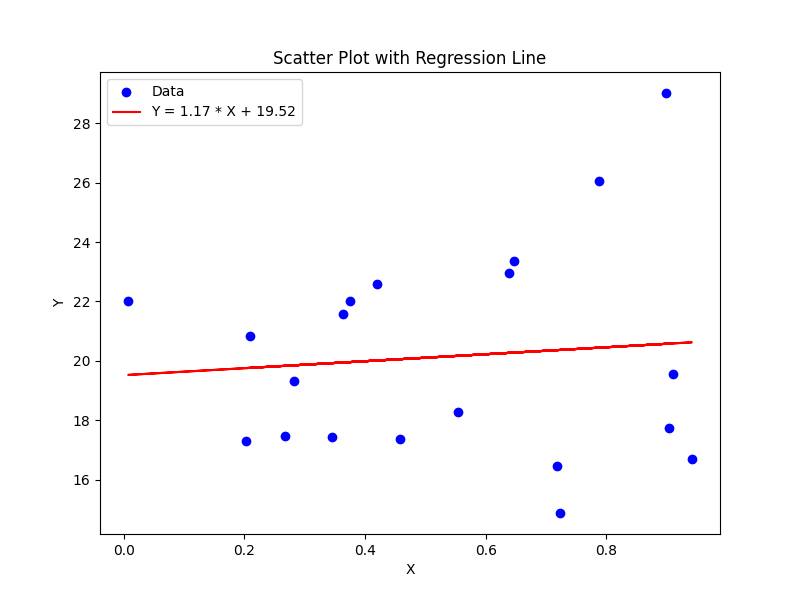 Scatter Plot with Regression Line
Data
Y = 1.17 * X + 19.52
28
26
24
22
20
18
16
Y
0.0 0.2 0.4 0.6 0.8
X